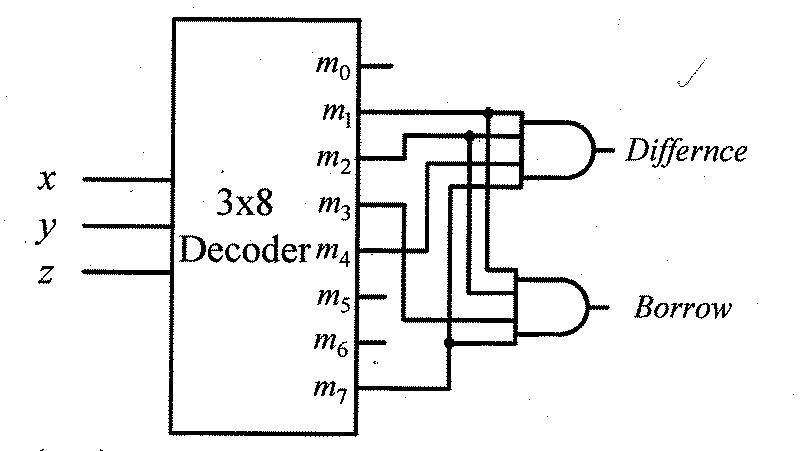 m0
m1
Differnce
m2
x
m3
3x8
y
Decoder
m4
z
m5
Borrow
m6
m7